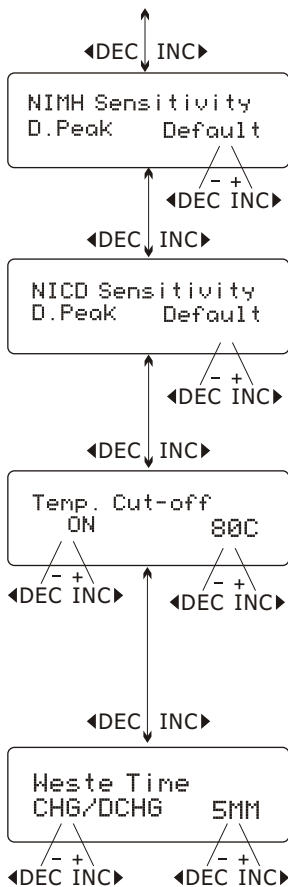 ◀DEC INC▶
NIMH Sensitivity
D.Peak Default
- +
◀DEC INC▶
◀DEC INC▶
NICD Sensitivity
D.Peak Default
- +
◀DEC INC▶
◀DEC INC▶
Temp. Cut-off
ON 80C
- + - +
◀DEC INC▶ ◀DEC INC▶
◀DEC INC▶
Weste Time
CHG/DCHG 5MM
- + - +
◀DEC INC▶ ◀DEC INC▶